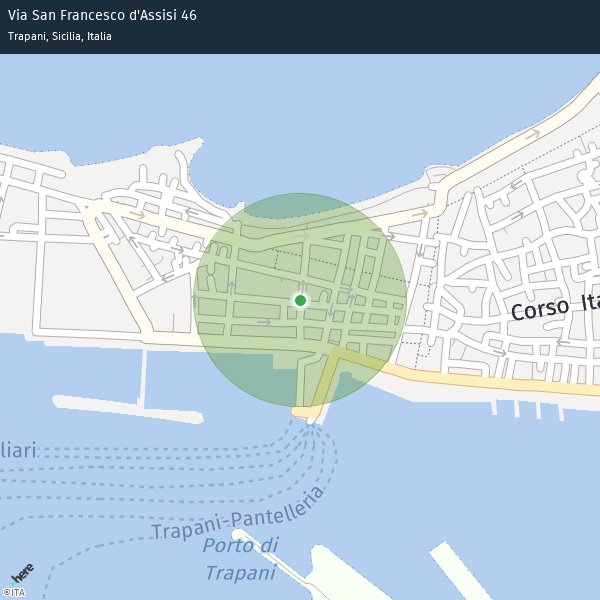 Via San Francesco d'Assisi 46
Trapani, Sicilia, Italia
Corso Ita
liari
Trapani-Pantelleria
Porto di
Trapani
here
©ITA